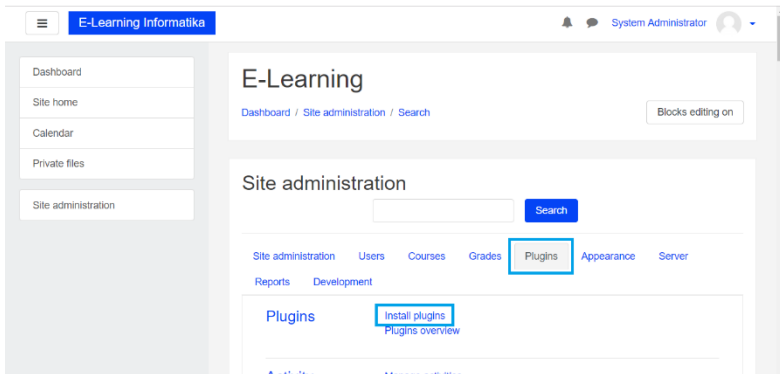 E-Learning Informatika
System Administrator
Dashboard
Site home
Calendar
Private files
Site administration
E-Learning
Dashboard / Site administration / Search
Blocks editing on
Site administration
Search
Site administration Users Courses Grades Plugins Appearance Server
Reports Development
Plugins
Install plugins
Plugins overview